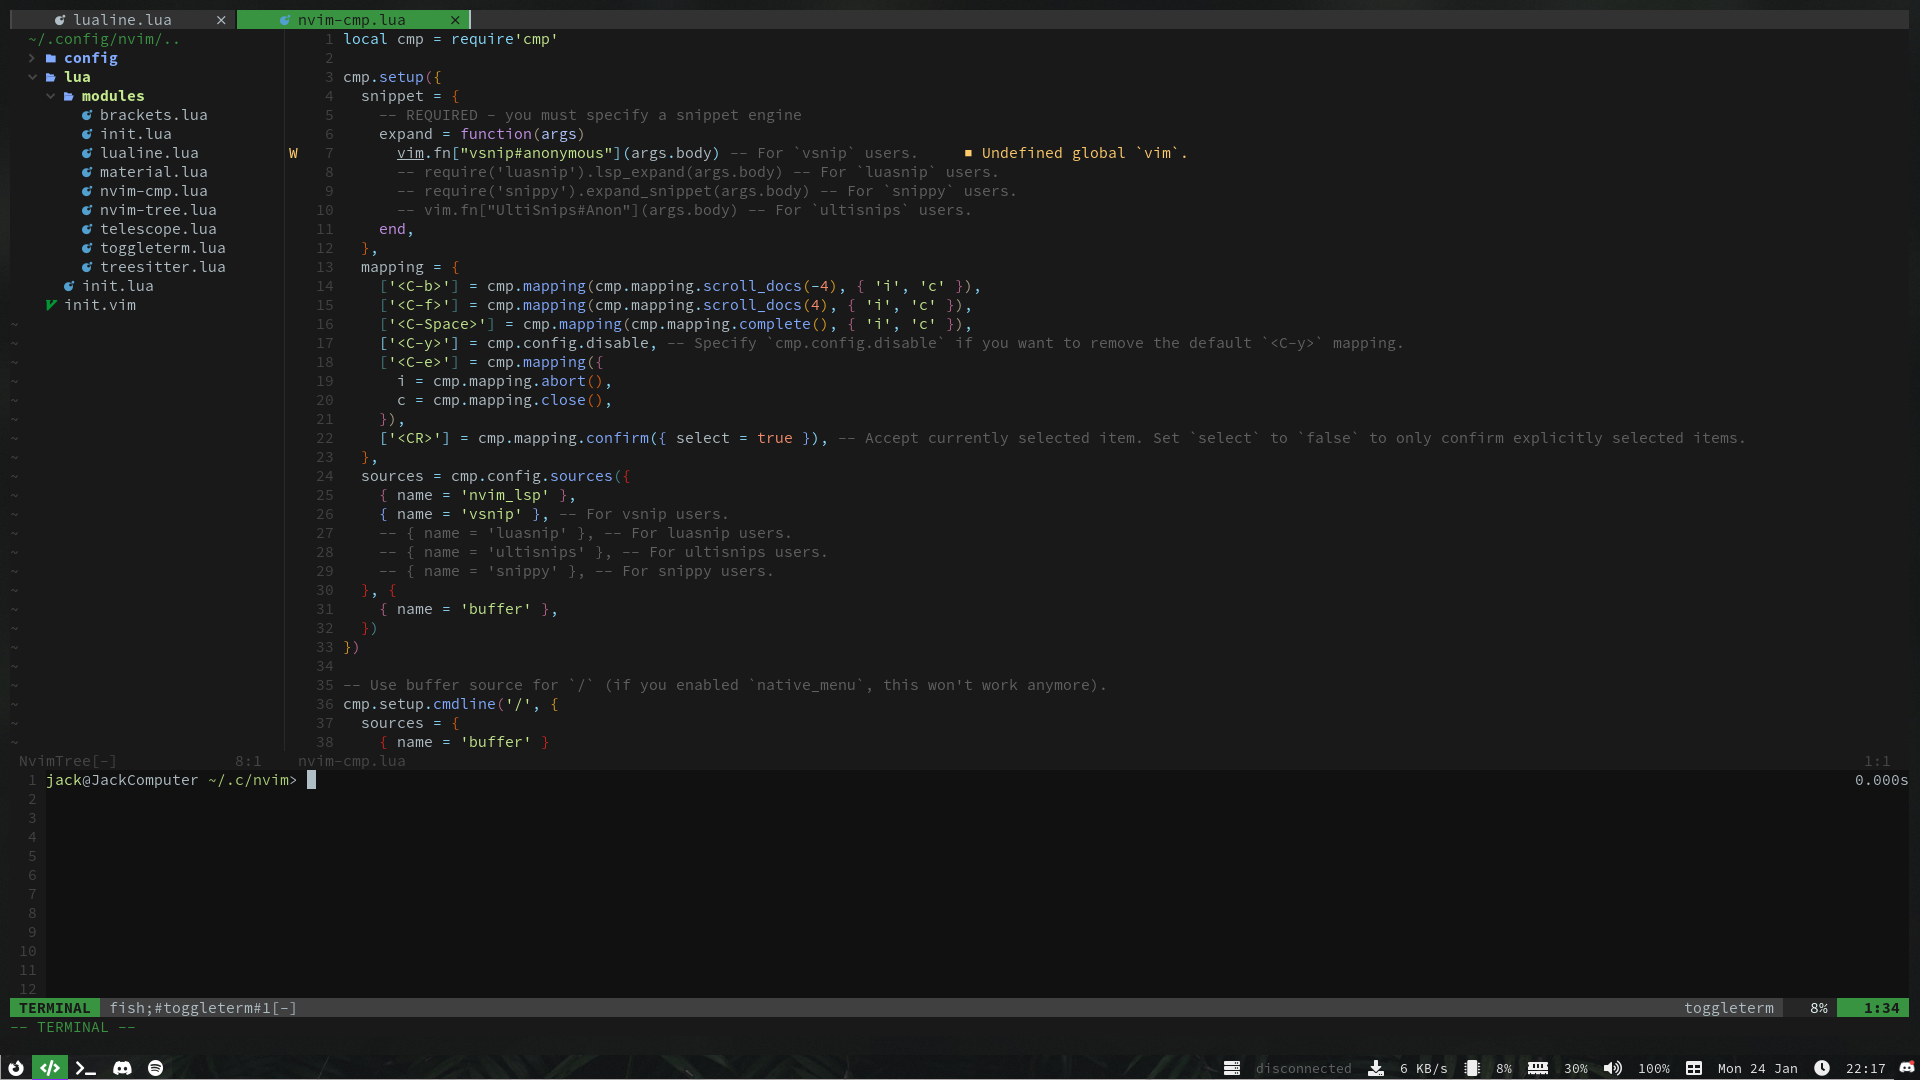 lualine.lua × nvim-cmp.lua ×
~/.config/nvim/..
config
lua
modules
brackets.lua
init.lua
lualine.lua
material.lua
nvim-cmp.lua
nvim-tree.lua
telescope.lua
toggleterm.lua
treesitter.lua
init.lua
init.vim
1 local cmp = require'cmp'
2
3 cmp.setup({
4 snippet = {
5 -- REQUIRED - you must specify a snippet engine
6 expand = function(args)
W 7 vim.fn["vsnip#anonymous"](args.body) -- For `vsnip` users. ■ Undefined global `vim`.
8 -- require('luasnip').lsp_expand(args.body) -- For `luasnip` users.
9 -- require('snippy').expand_snippet(args.body) -- For `snippy` users.
10 -- vim.fn["UltiSnips#Anon"](args.body) -- For `ultisnips` users.
11 end,
12 },
13 mapping = {
14 ['<C-b>'] = cmp.mapping(cmp.mapping.scroll_docs(-4), { 'i', 'c' }),
15 ['<C-f>'] = cmp.mapping(cmp.mapping.scroll_docs(4), { 'i', 'c' }),
16 ['<C-Space>'] = cmp.mapping(cmp.mapping.complete(), { 'i', 'c' }),
17 ['<C-y>'] = cmp.config.disable, -- Specify `cmp.config.disable` if you want to remove the default `<C-y>` mapping.
18 ['<C-e>'] = cmp.mapping({
19 i = cmp.mapping.abort(),
20 c = cmp.mapping.close(),
21 }),
22 ['<CR>'] = cmp.mapping.confirm({ select = true }), -- Accept currently selected item. Set `select` to `false` to only confirm explicitly selected items.
23 },
24 sources = cmp.config.sources({
25 { name = 'nvim_lsp' },
26 { name = 'vsnip' }, -- For vsnip users.
27 -- { name = 'luasnip' }, -- For luasnip users.
28 -- { name = 'ultisnips' }, -- For ultisnips users.
29 -- { name = 'snippy' }, -- For snippy users.
30 }, {
31 { name = 'buffer' },
32 })
33 })
34
35 -- Use buffer source for `/` (if you enabled `native_menu`, this won't work anymore).
36 cmp.setup.cmdline('/', {
37 sources = {
38 { name = 'buffer' }
NvimTree[-] 8:1 nvim-cmp.lua 1:1
1 jack@JackComputer ~/.c/nvim> 0.000s
2
3
4
5
6
7
8
9
10
11
12
TERMINAL fish;#toggleterm#1[-] toggleterm 8% 1:34
-- TERMINAL --
disconnected 6 KB/s 8% 30% 100% Mon 24 Jan 22:17